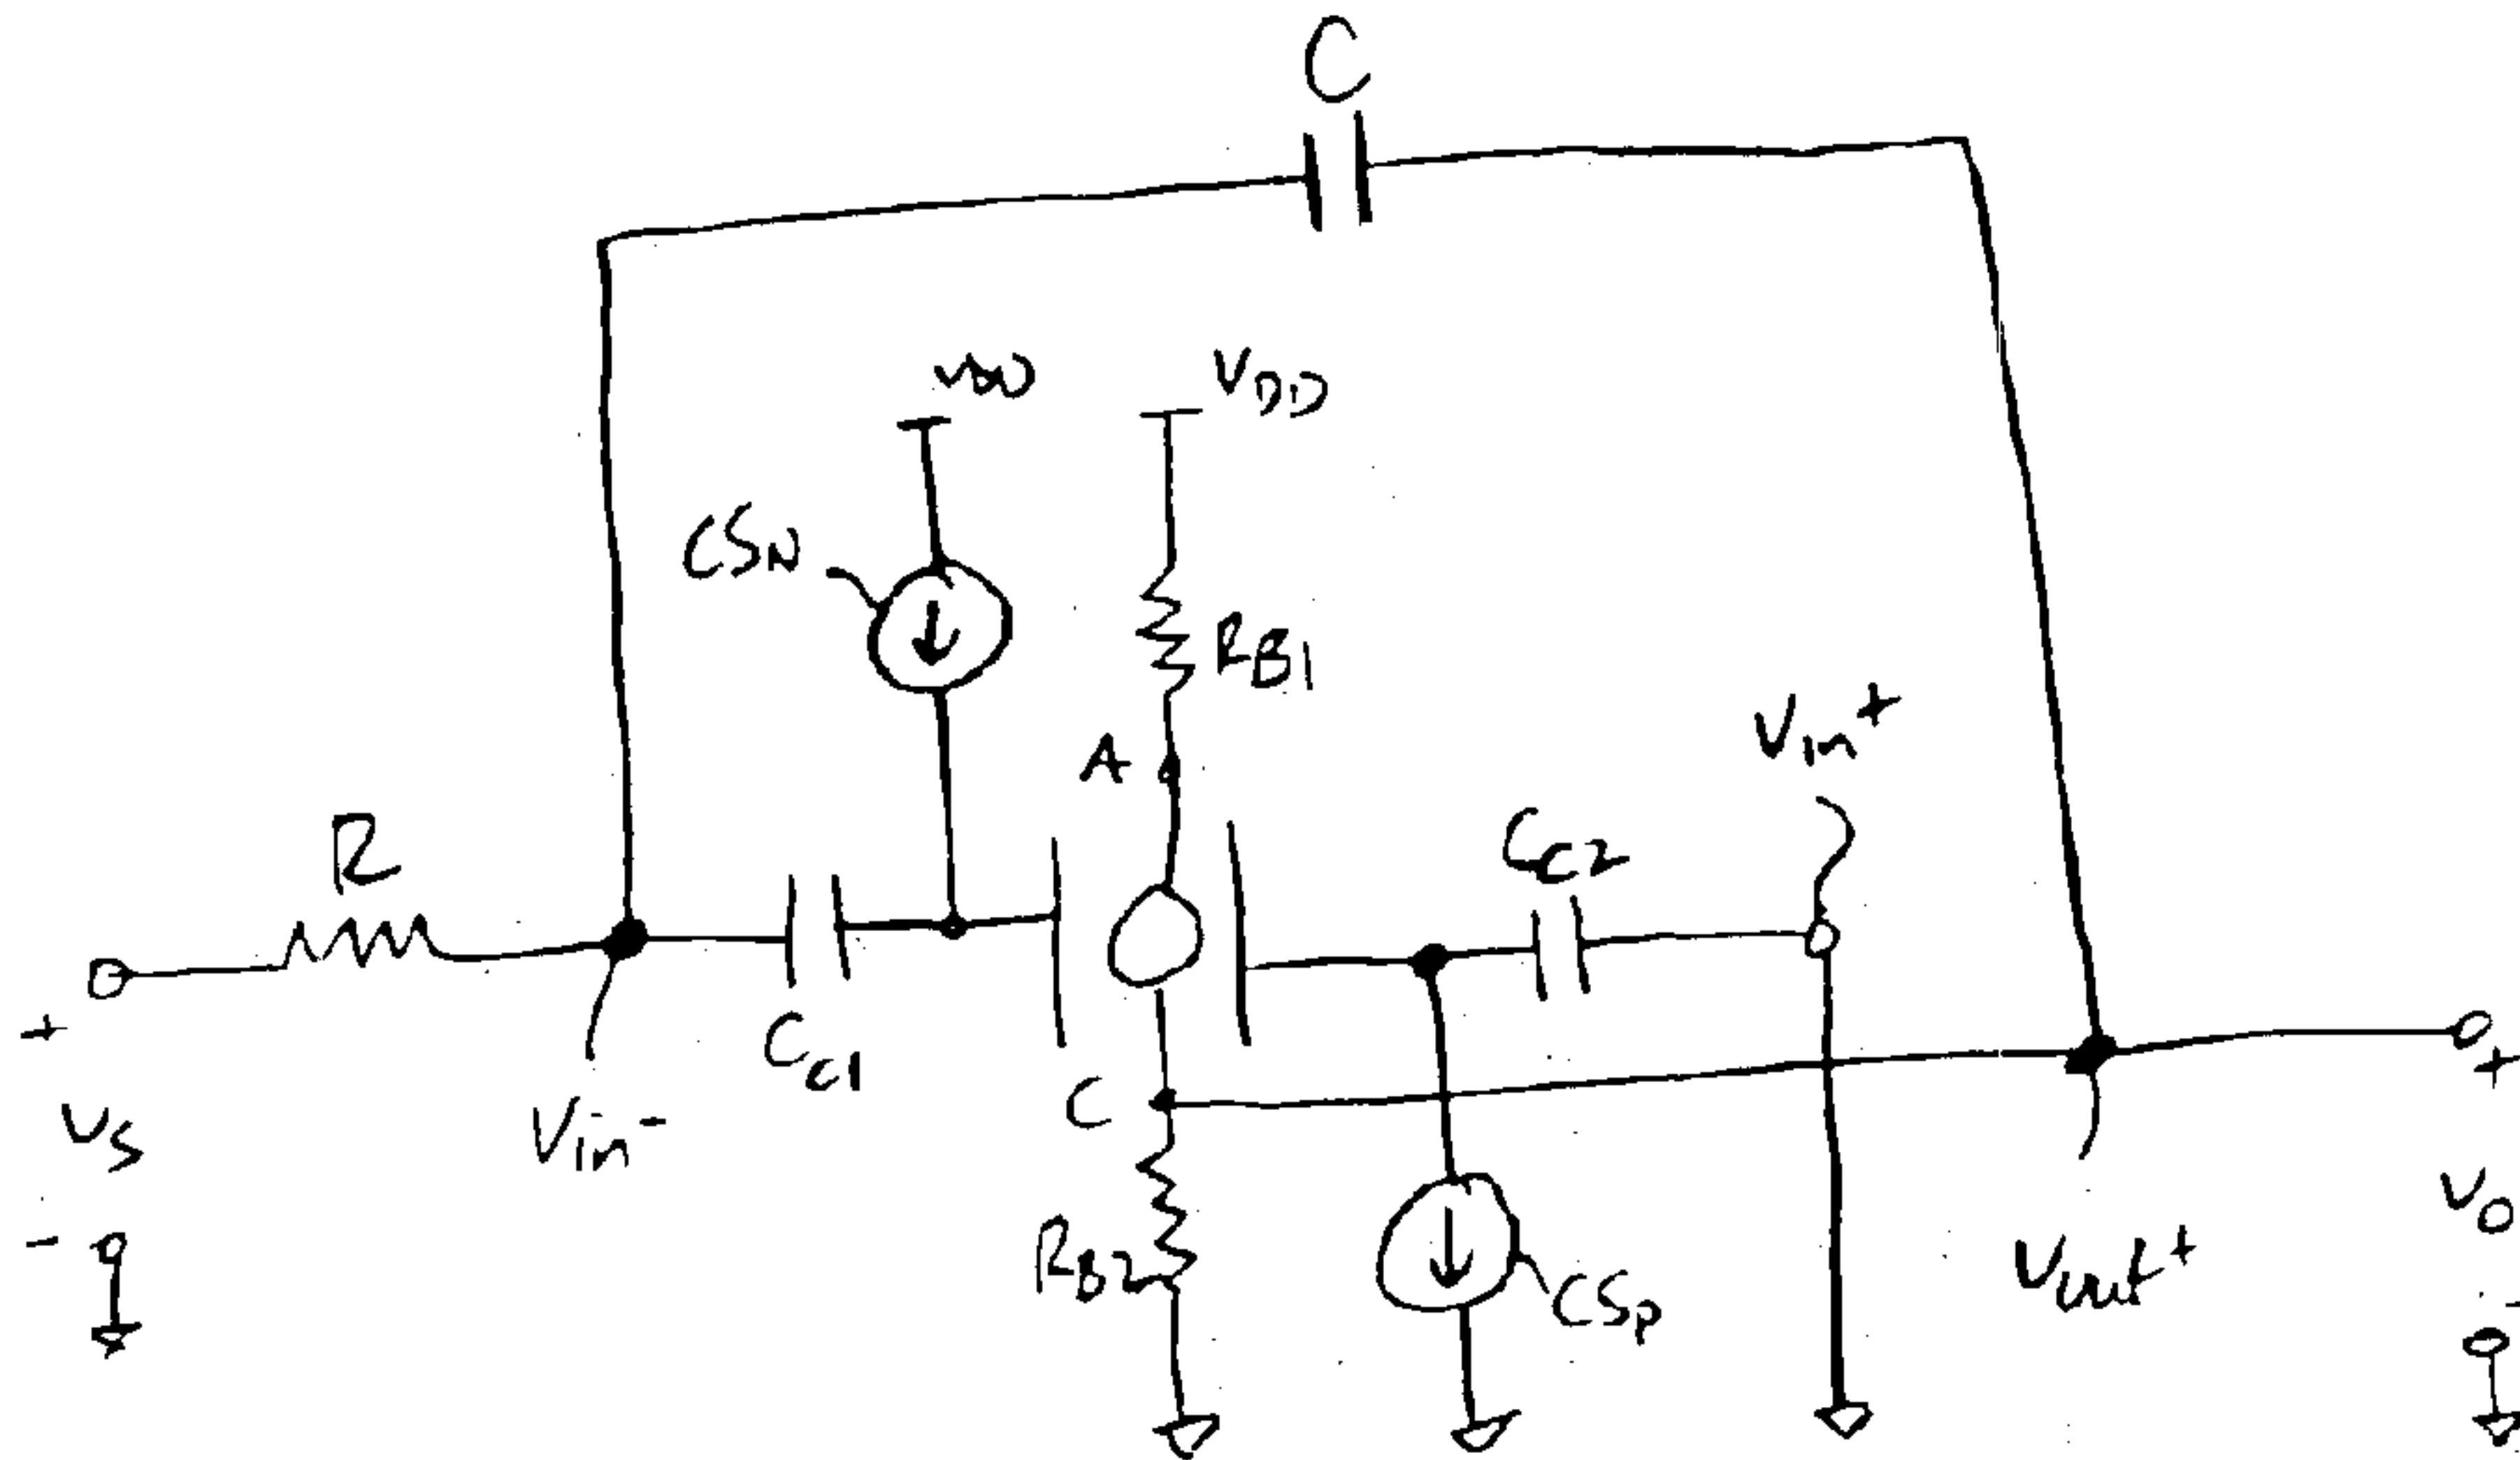 C
VDD
VDD
CSN
RB1
Vin+
A
CC2
R
+
+
CC1
C
vs
Vin-
vo
RB2
Vout+
-
CSP
-